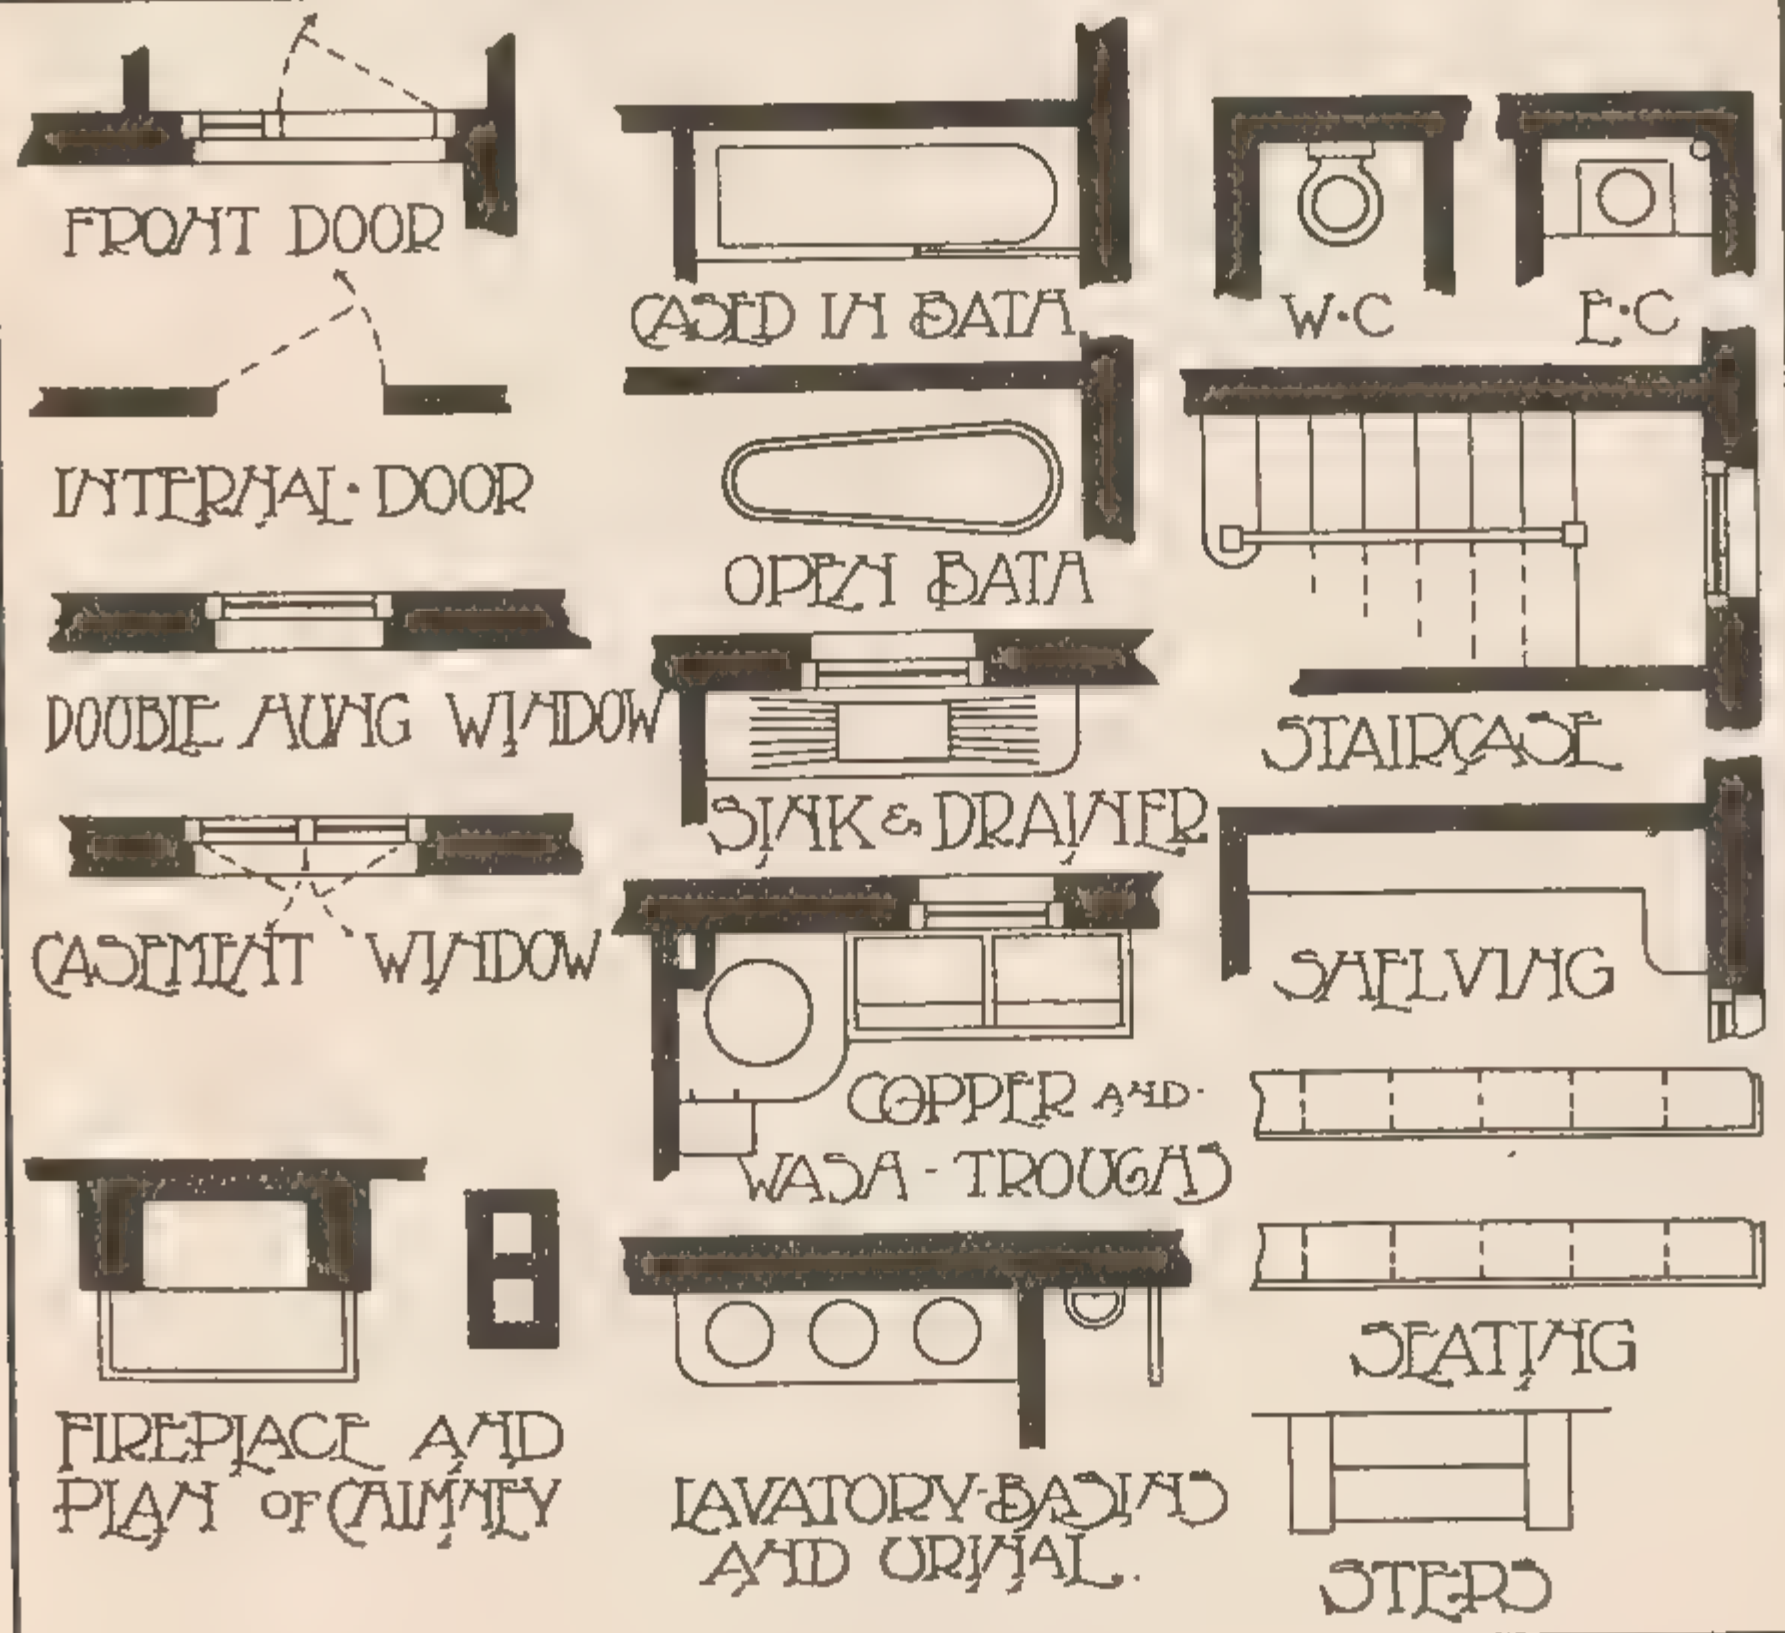 FRONT DOOR
INTERNAL · DOOR
DOUBLE HUNG WINDOW
CASEMENT WINDOW
FIREPLACE AND
PLAN OF CHIMNEY
CASED IN BATH
OPEN BATH
SINK & DRAINER
COPPER AND ·
WASH - TROUGHS
LAVATORY-BASINS
AND URINAL.
W·C
E·C
STAIRCASE
SHELVING
SEATING
STEPS